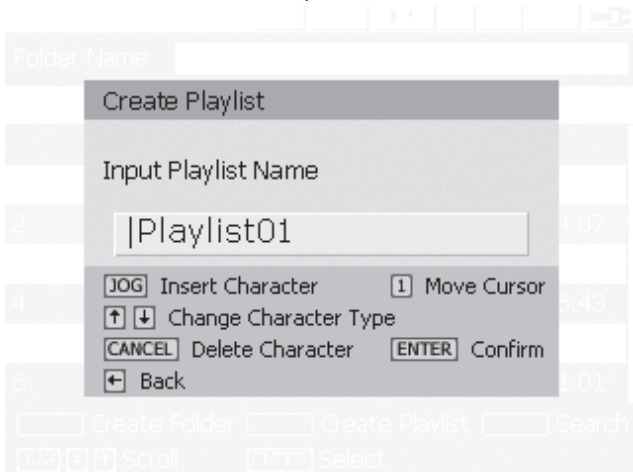 Folder Name
Create Playlist
Input Playlist Name
|Playlist01
2 4:07
JOG Insert Character 1 Move Cursor
4 5:43
↑ ↓ Change Character Type
CANCEL Delete Character ENTER Confirm
6 1:01
← Back
Create Folder Create Playlist Search
JOG ↓ ↑ Scroll ENTER Select